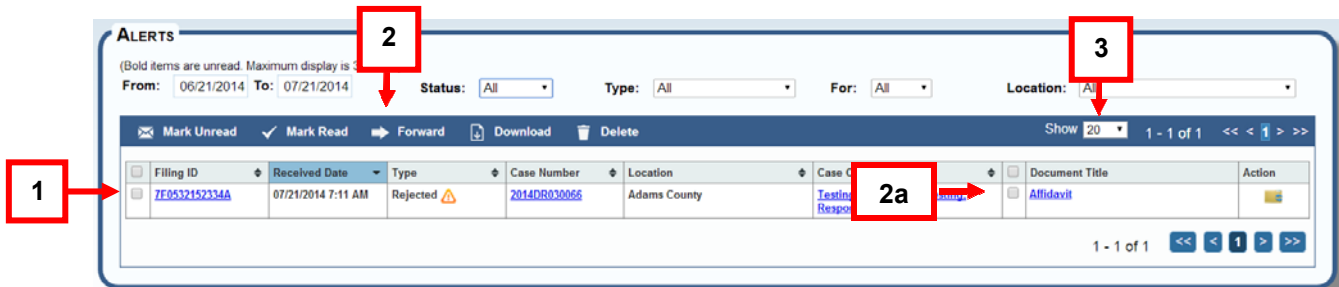 ALERTS
2
3
(Bold items are unread. Maximum display is
From: 06/21/2014 To: 07/21/2014 Status: All Type: All For: All Location: All
Mark Unread Mark Read Forward Download Delete Show 20 1 - 1 of 1 << < 1 > >>
Filing ID Received Date Type Case Number Location Case Document Title Action
1
7F0532152334A 07/21/2014 7:11 AM Rejected 2014DR030066 Adams County 2a Affidavit
1 - 1 of 1 << < 1 > >>